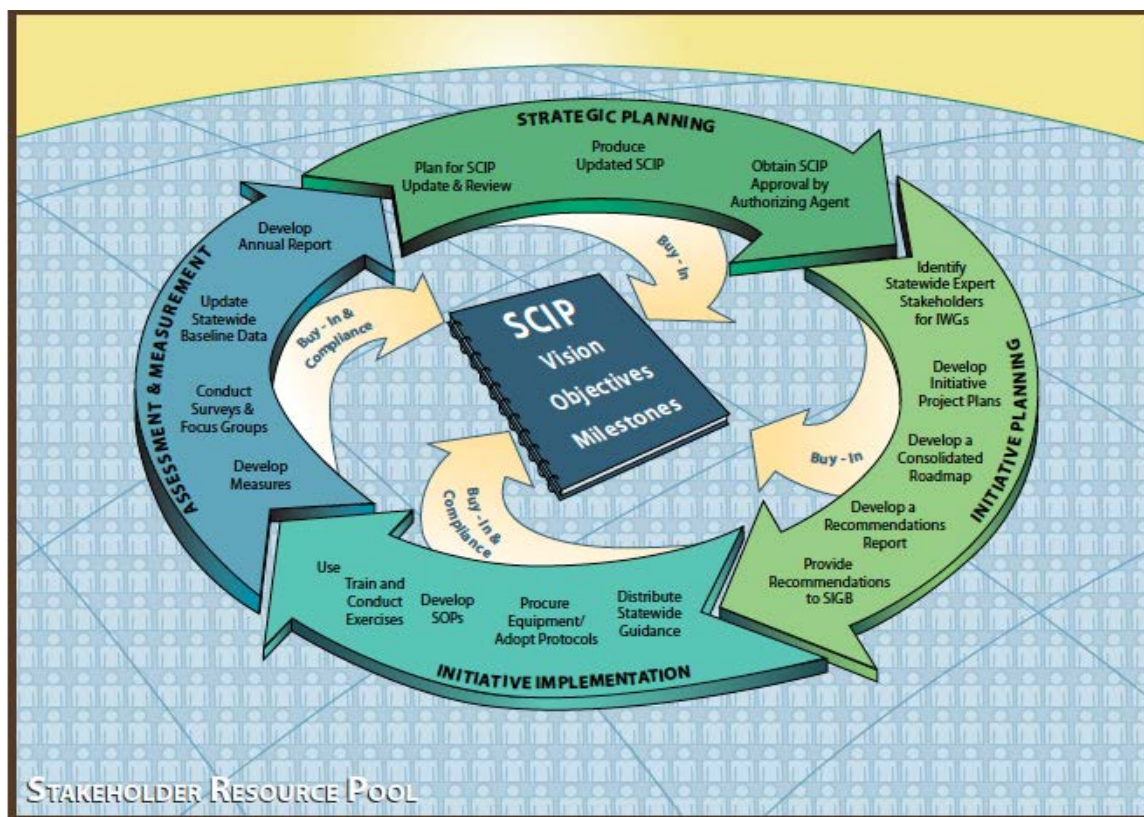 STRATEGIC PLANNING
Plan for SCIP
Update & Review
Produce
Updated SCIP
Obtain SCIP
Approval by
Authorizing Agent
INITIATIVE PLANNING
Identify
Statewide Expert
Stakeholders
for IWGs
Develop
Initiative
Project Plans
Develop a
Consolidated
Roadmap
Develop a
Recommendations
Report
Provide
Recommendations
to SIGB
INITIATIVE IMPLEMENTATION
Distribute
Statewide
Guidance
Procure
Equipment/
Adopt Protocols
Develop
SOPs
Train and
Conduct
Exercises
Use
ASSESSMENT & MEASUREMENT
Develop
Measures
Conduct
Surveys &
Focus Groups
Update
Statewide
Baseline Data
Develop
Annual Report
Buy - In
Buy - In
Buy - In &
Compliance
Buy - In &
Compliance
SCIP
Vision
Objectives
Milestones
STAKEHOLDER RESOURCE POOL